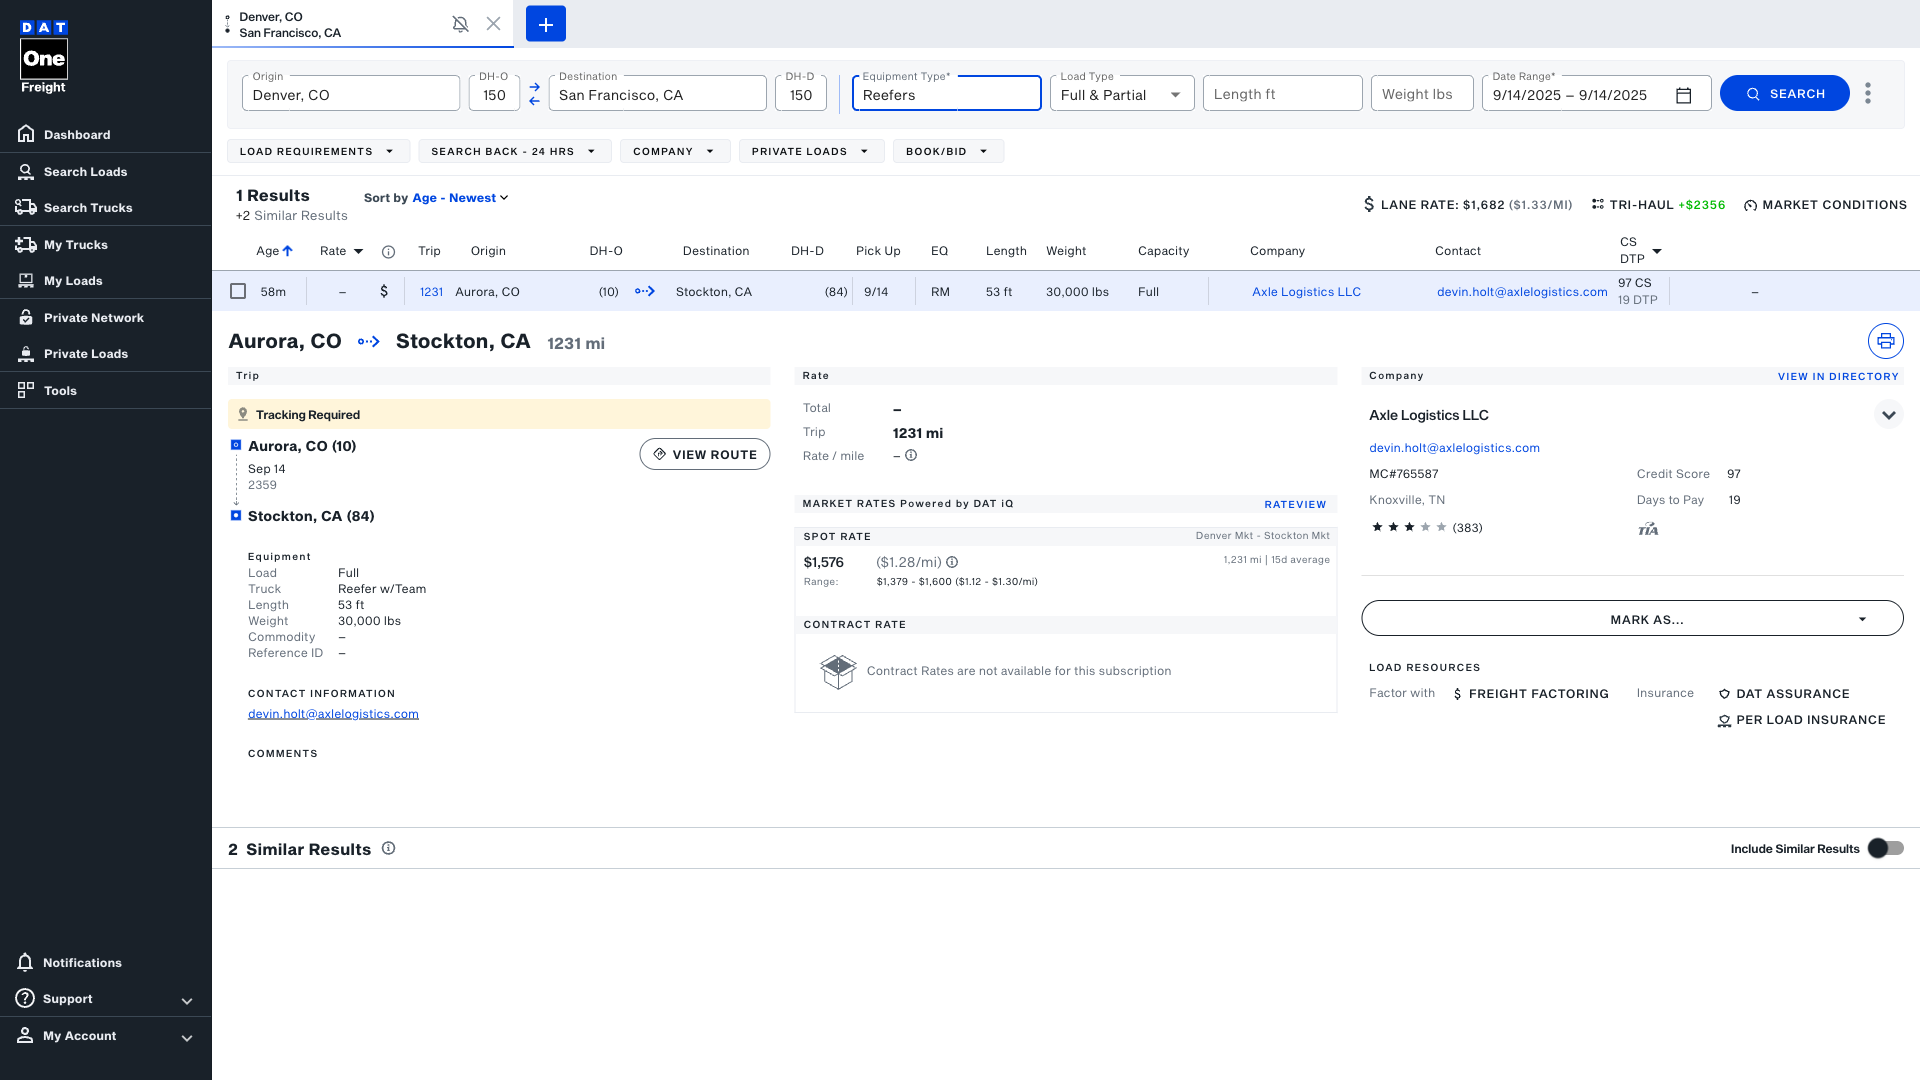 DAT
One
Freight
Dashboard
Search Loads
Search Trucks
My Trucks
My Loads
Private Network
Private Loads
Tools
Notifications
Support
My Account
Denver, CO
San Francisco, CA
Origin
Denver, CO
DH-O
150
Destination
San Francisco, CA
DH-D
150
Equipment Type*
Reefers
Load Type
Full & Partial
Length ft
Weight lbs
Date Range*
9/14/2025 – 9/14/2025
SEARCH
LOAD REQUIREMENTS
SEARCH BACK - 24 HRS
COMPANY
PRIVATE LOADS
BOOK/BID
1 Results
+2 Similar Results
Sort by Age - Newest
LANE RATE: $1,682 ($1.33/MI)
TRI-HAUL +$2356
MARKET CONDITIONS
Age Rate Trip Origin DH-O Destination DH-D Pick Up EQ Length Weight Capacity Company Contact CS DTP
58m – $ 1231 Aurora, CO (10) Stockton, CA (84) 9/14 RM 53 ft 30,000 lbs Full Axle Logistics LLC devin.holt@axlelogistics.com 97 CS –
19 DTP
Aurora, CO Stockton, CA 1231 mi
Trip
Tracking Required
Aurora, CO (10)
Sep 14
2359
VIEW ROUTE
Stockton, CA (84)
Equipment
Load Full
Truck Reefer w/Team
Length 53 ft
Weight 30,000 lbs
Commodity –
Reference ID –
CONTACT INFORMATION
devin.holt@axlelogistics.com
COMMENTS
Rate
Total –
Trip 1231 mi
Rate / mile –
MARKET RATES Powered by DAT iQ
RATEVIEW
SPOT RATE
Denver Mkt - Stockton Mkt
$1,576 ($1.28/mi)
1,231 mi | 15d average
Range: $1,379 - $1,600 ($1.12 - $1.30/mi)
CONTRACT RATE
Contract Rates are not available for this subscription
Company
VIEW IN DIRECTORY
Axle Logistics LLC
devin.holt@axlelogistics.com
MC#765587
Credit Score 97
Knoxville, TN
Days to Pay 19
(383)
TIA
MARK AS...
LOAD RESOURCES
Factor with $ FREIGHT FACTORING
Insurance DAT ASSURANCE
PER LOAD INSURANCE
2 Similar Results
Include Similar Results